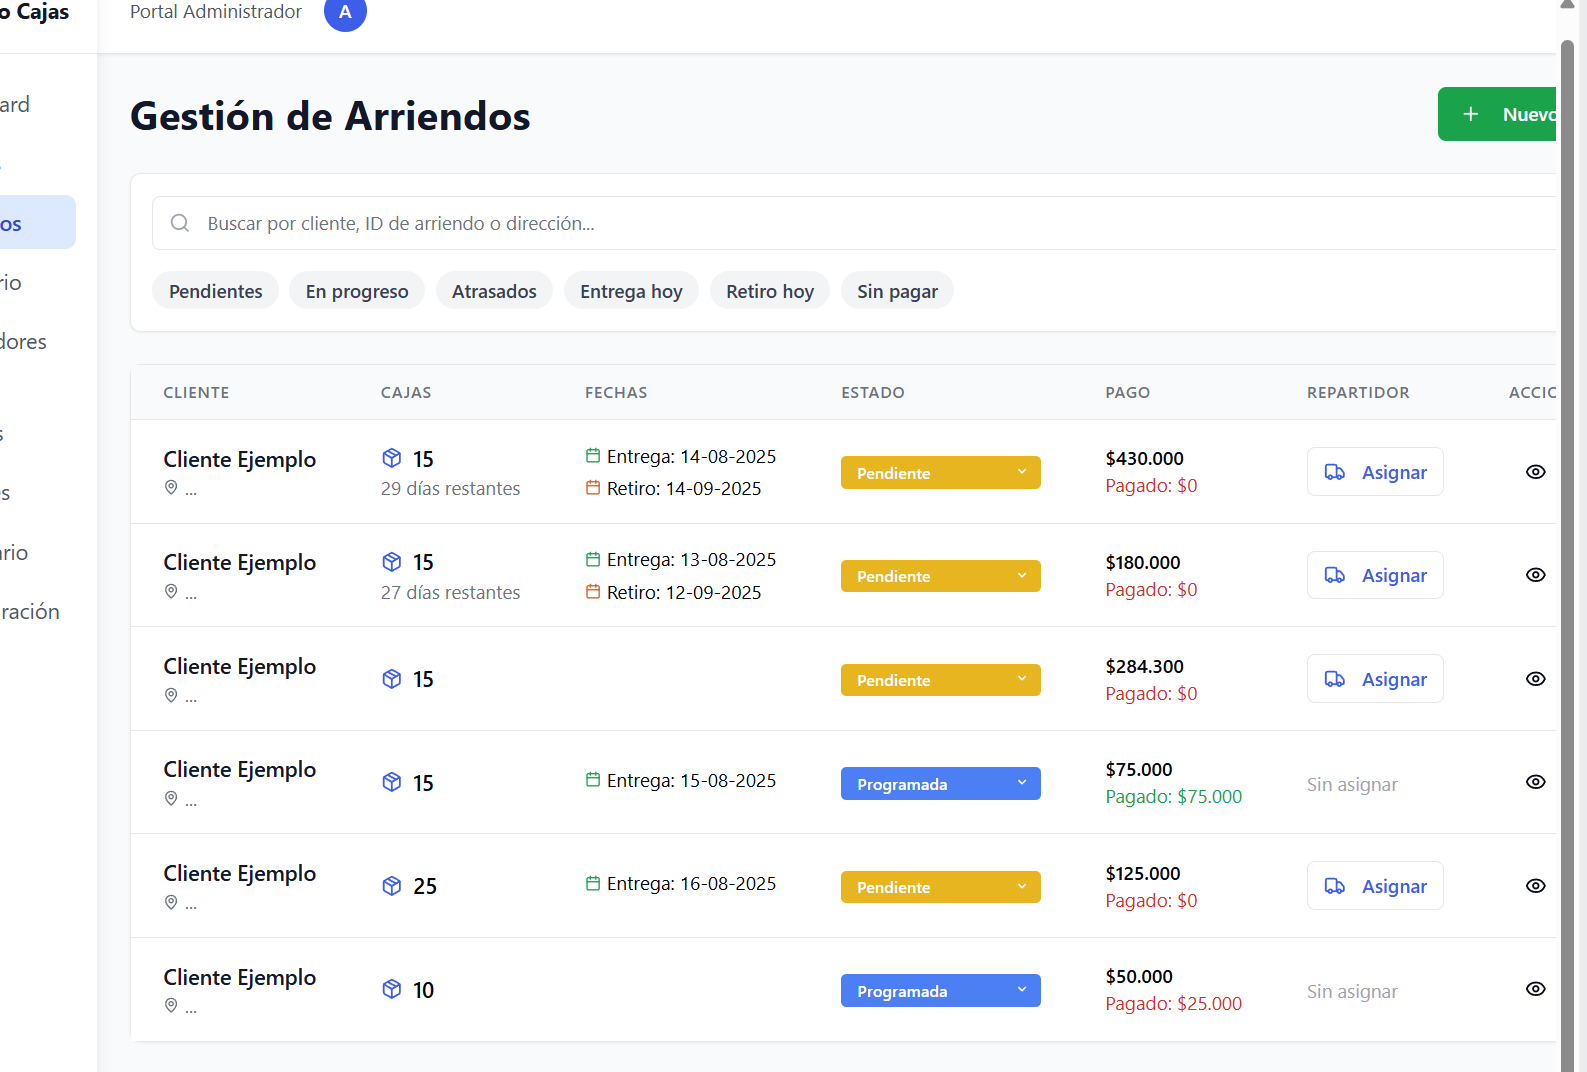 o Cajas
Portal Administrador
A
ard
os
rio
dores
s
es
ario
ración
Gestión de Arriendos
+ Nuevo
Buscar por cliente, ID de arriendo o dirección...
Pendientes En progreso Atrasados Entrega hoy Retiro hoy Sin pagar
CLIENTE CAJAS FECHAS ESTADO PAGO REPARTIDOR ACCIO
Cliente Ejemplo 15 Entrega: 14-08-2025 Pendiente $430.000 Asignar
... 29 días restantes Retiro: 14-09-2025 Pagado: $0
Cliente Ejemplo 15 Entrega: 13-08-2025 Pendiente $180.000 Asignar
... 27 días restantes Retiro: 12-09-2025 Pagado: $0
Cliente Ejemplo 15 Pendiente $284.300 Asignar
... Pagado: $0
Cliente Ejemplo 15 Entrega: 15-08-2025 Programada $75.000 Sin asignar
... Pagado: $75.000
Cliente Ejemplo 25 Entrega: 16-08-2025 Pendiente $125.000 Asignar
... Pagado: $0
Cliente Ejemplo 10 Programada $50.000 Sin asignar
... Pagado: $25.000